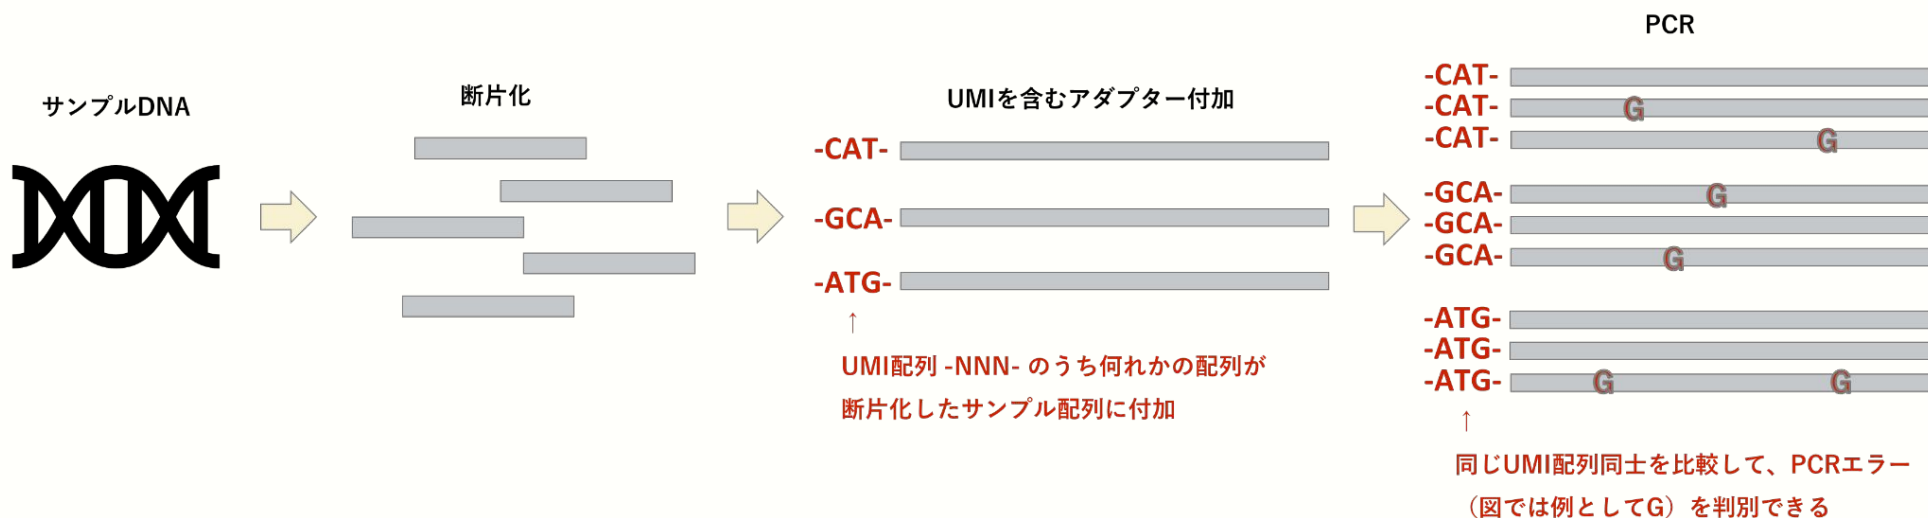 サンプルDNA
断片化
UMIを含むアダプター付加
-CAT-
-GCA-
-ATG-
↑
UMI配列 -NNN- のうち何れかの配列が
断片化したサンプル配列に付加
PCR
-CAT-
-CAT- G
-CAT- G
-GCA- G
-GCA-
-GCA- G
-ATG-
-ATG-
-ATG- G G
↑
同じUMI配列同士を比較して、PCRエラー
（図では例としてG）を判別できる